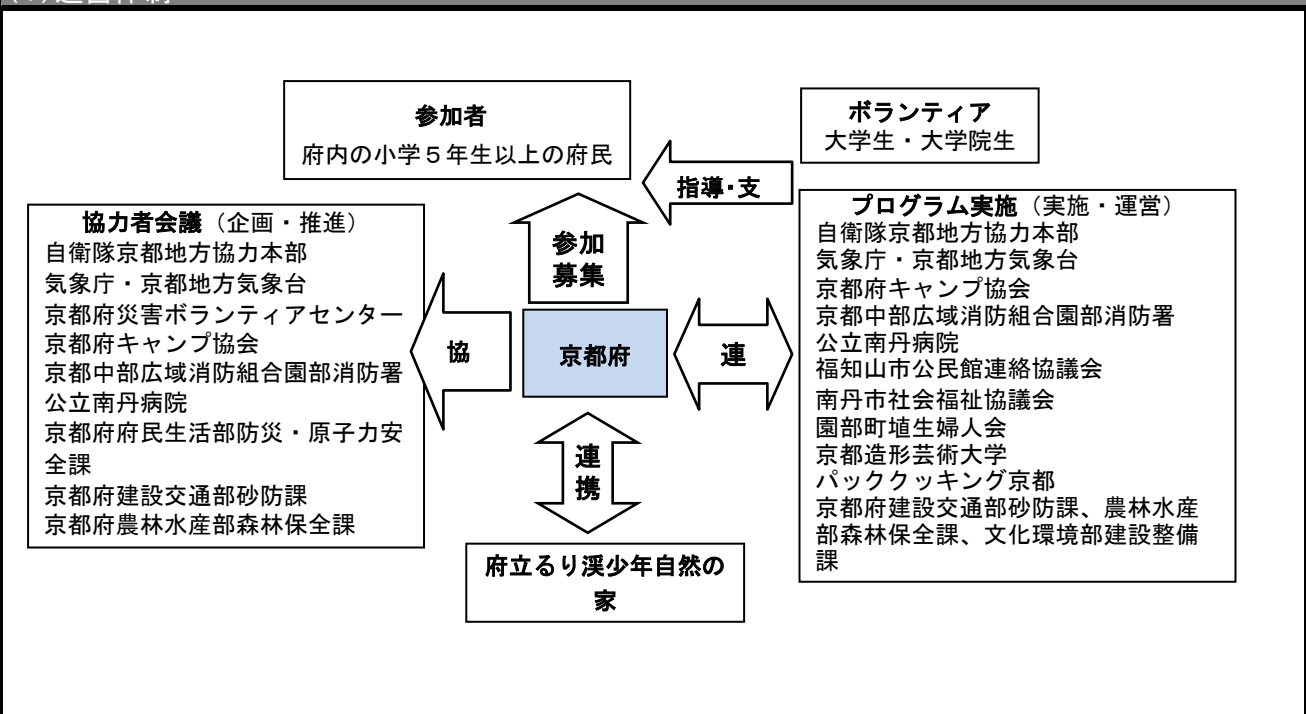 参加者
府内の小学５年生以上の府民
ボランティア
大学生・大学院生
指導・支
参加
募集
協力者会議（企画・推進）
自衛隊京都地方協力本部
気象庁・京都地方気象台
京都府災害ボランティアセンター
京都府キャンプ協会
京都中部広域消防組合園部消防署
公立南丹病院
京都府府民生活部防災・原子力安
全課
京都府建設交通部砂防課
京都府農林水産部森林保全課
協
京都府
連
プログラム実施（実施・運営）
自衛隊京都地方協力本部
気象庁・京都地方気象台
京都府キャンプ協会
京都中部広域消防組合園部消防署
公立南丹病院
福知山市公民館連絡協議会
南丹市社会福祉協議会
園部町埴生婦人会
京都造形芸術大学
パッククッキング京都
京都府建設交通部砂防課、農林水産
部森林保全課、文化環境部建設整備
課
連
携
府立るり渓少年自然の
家